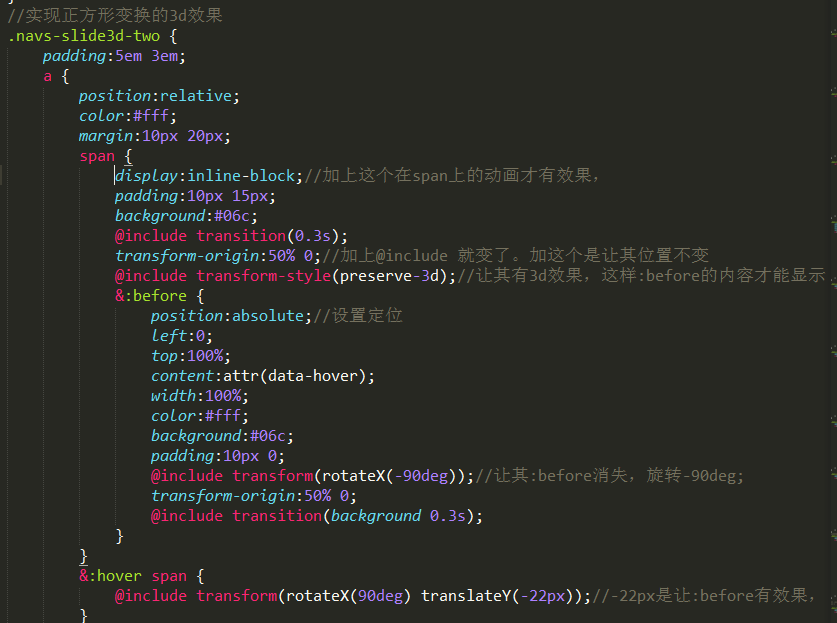 }
//实现正方形变换的3d效果
.navs-slide3d-two {
padding:5em 3em;
a {
position:relative;
color:#fff;
margin:10px 20px;
span {
display:inline-block;//加上这个在span上的动画才有效果，
padding:10px 15px;
background:#06c;
@include transition(0.3s);
transform-origin:50% 0;//加上@include 就变了。加这个是让其位置不变
@include transform-style(preserve-3d);//让其有3d效果，这样:before的内容才能显示
&:before {
position:absolute;//设置定位
left:0;
top:100%;
content:attr(data-hover);
width:100%;
color:#fff;
background:#06c;
padding:10px 0;
@include transform(rotateX(-90deg));//让其:before消失，旋转-90deg;
transform-origin:50% 0;
@include transition(background 0.3s);
}
}
&:hover span {
@include transform(rotateX(90deg) translateY(-22px));//-22px是让:before有效果，
}